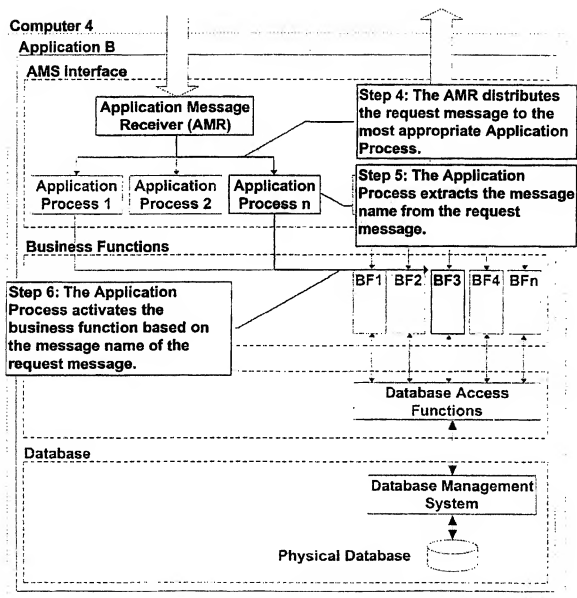 Computer 4
Application B
AMS Interface
Application Message
Receiver (AMR)
Step 4: The AMR distributes
the request message to the
most appropriate Application
Process.
Application
Process 1
Application
Process 2
Application
Process n
Step 5: The Application
Process extracts the message
name from the request
message.
Business Functions
BF1
BF2
BF3
BF4
BFn
Step 6: The Application
Process activates the
business function based on
the message name of the
request message.
Database Access
Functions
Database
Database Management
System
Physical Database